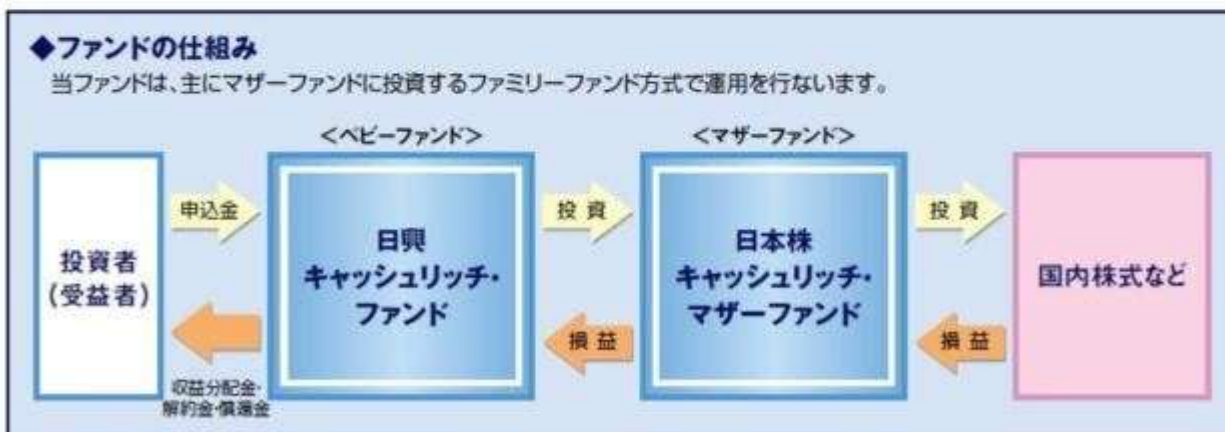 ◆ファンドの仕組み
当ファンドは、主にマザーファンドに投資するファミリーファンド方式で運用を行ないます。
<ベビーファンド>
<マザーファンド>
投資者
(受益者)
申込金
収益分配金・
解約金・償還金
日興
キャッシュリッチ・
ファンド
投資
損益
日本株
キャッシュリッチ・
マザーファンド
投資
損益
国内株式など